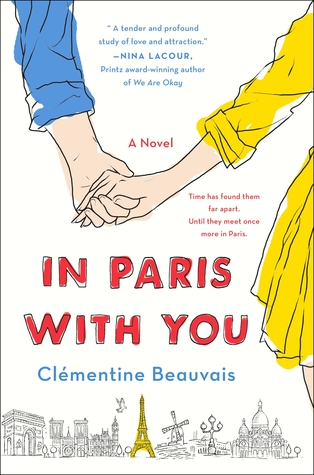 “ A tender and profound
study of love and attraction.”
—NINA LACOUR,
Printz award-winning author
of We Are Okay
A Novel
Time has found them
far apart.
Until they meet once
more in Paris.
IN PARIS
WITH YOU
Clémentine Beauvais